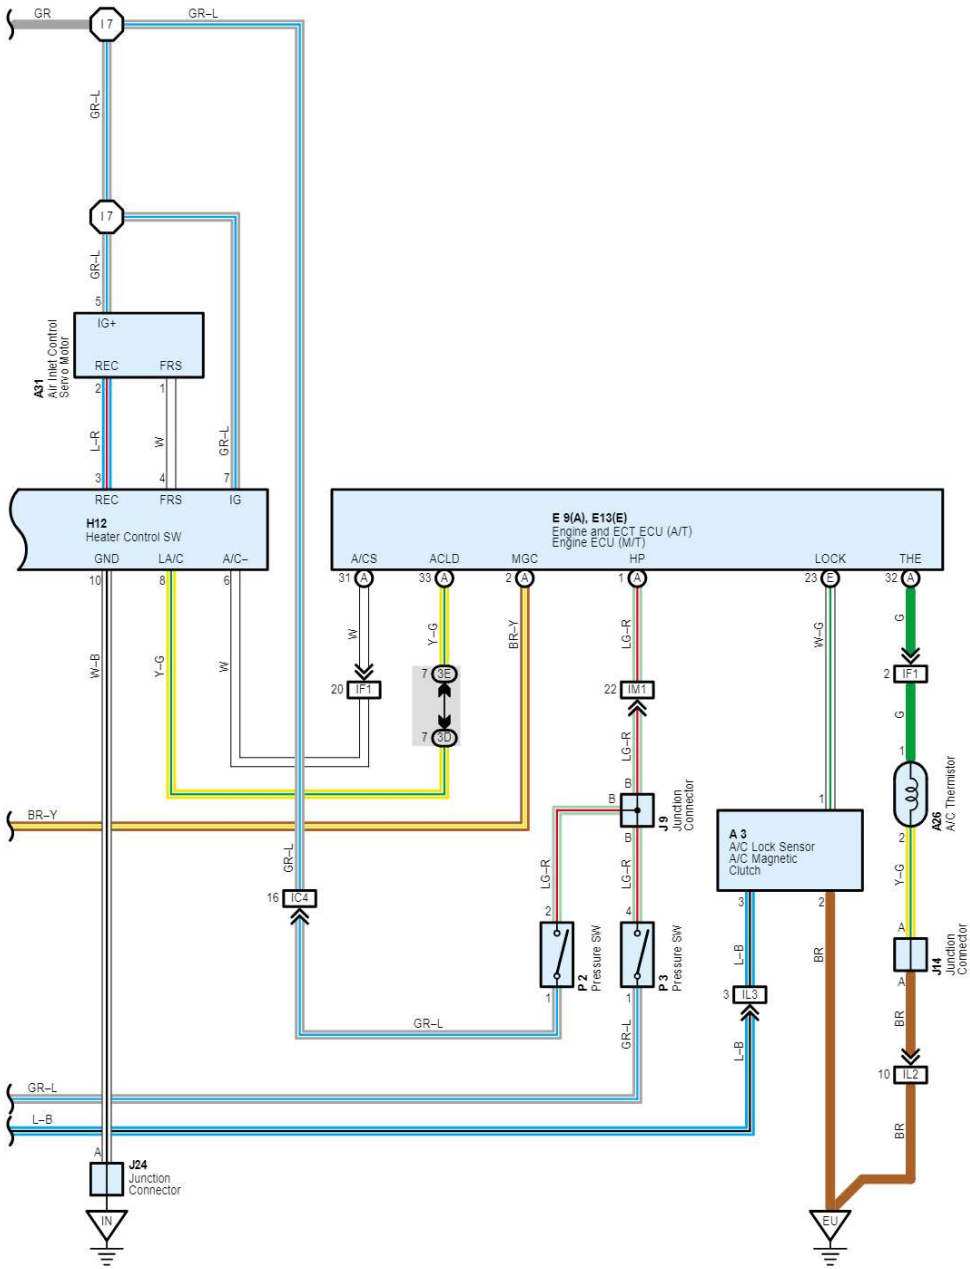 GR
I 7
GR–L
GR–L
I 7
GR–L
5
IG+
REC
FRS
A31
Air Inlet Control
Servo Motor
2
1
L–R
W
GR–L
3
4
7
REC
FRS
IG
H12
Heater Control SW
GND
LA/C
A/C–
10
8
6
E 9(A), E13(E)
Engine and ECT ECU (A/T)
Engine ECU (M/T)
A/CS
ACLD
MGC
HP
LOCK
THE
31
A
33
A
2
A
1
A
23
E
32
A
W
Y–G
BR–Y
LG–R
W–G
G
W–B
Y–G
W
7
3E
2
IF1
20
IF1
22
IM1
G
7
3D
LG–R
1
B
B
J 9
Junction
Connector
B
1
A26
A/C Thermistor
2
BR–Y
A 3
A/C Lock Sensor
A/C Magnetic
Clutch
GR–L
LG–R
LG–R
Y–G
16
IC4
3
2
2
4
A
P 2
Pressure SW
P 3
Pressure SW
L–B
BR
J14
Junction
Connector
A
1
1
3
IL3
GR–L
GR–L
L–B
BR
10
IL2
GR–L
L–B
BR
A
J24
Junction
Connector
IN
EU